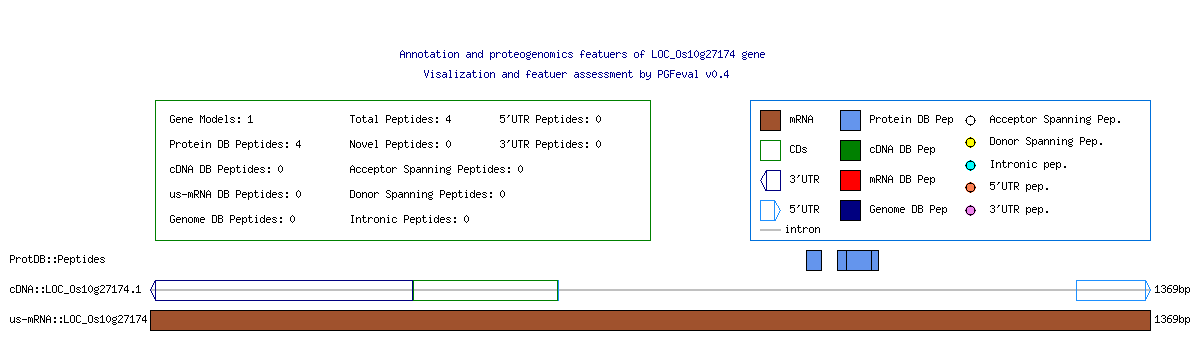 Annotation and proteogenomics featuers of LOC_Os10g27174 gene
Visalization and featuer assessment by PGFeval v0.4
Gene Models: 1 Total Peptides: 4 5'UTR Peptides: 0
Protein DB Peptides: 4 Novel Peptides: 0 3'UTR Peptides: 0
cDNA DB Peptides: 0 Acceptor Spanning Peptides: 0
us-mRNA DB Peptides: 0 Donor Spanning Peptides: 0
Genome DB Peptides: 0 Intronic Peptides: 0
mRNA Protein DB Pep Acceptor Spanning Pep.
CDs cDNA DB Pep Donor Spanning Pep.
3'UTR mRNA DB Pep Intronic pep.
5'UTR Genome DB Pep 5'UTR pep.
intron 3'UTR pep.
ProtDB::Peptides
cDNA::LOC_Os10g27174.1 1369bp
us-mRNA::LOC_Os10g27174 1369bp